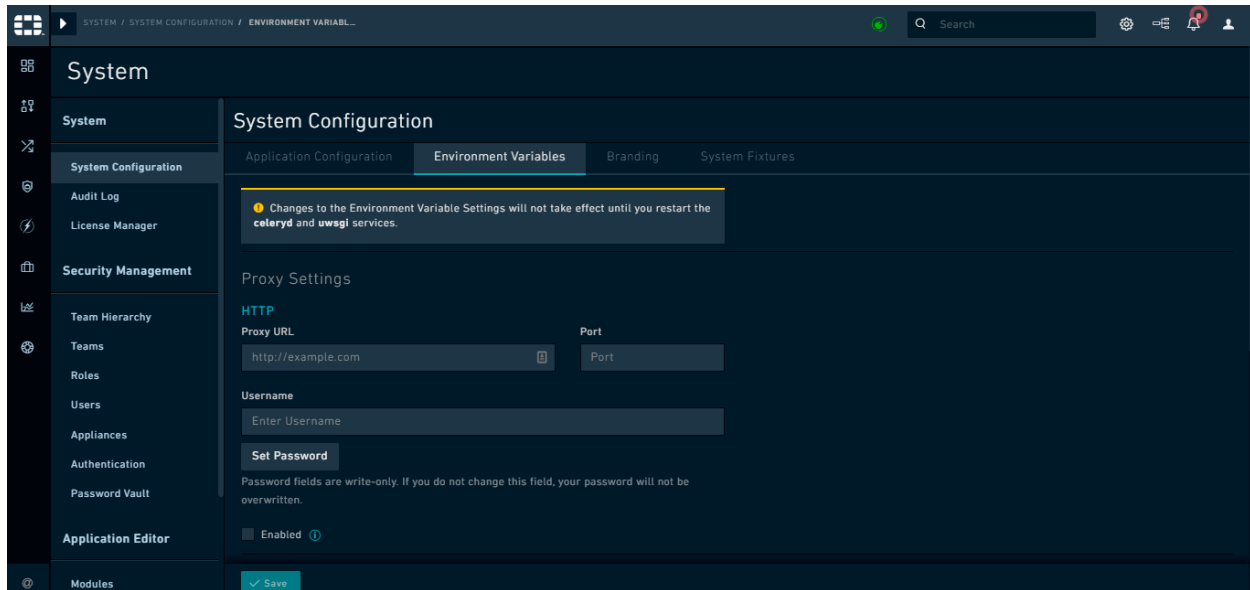 SYSTEM / SYSTEM CONFIGURATION / ENVIRONMENT VARIABL...
Search
System
System
System Configuration
Audit Log
License Manager
Security Management
Team Hierarchy
Teams
Roles
Users
Appliances
Authentication
Password Vault
Application Editor
Modules
@
System Configuration
Application Configuration
Environment Variables
Branding
System Fixtures
Changes to the Environment Variable Settings will not take effect until you restart the
celeryd and uwsgi services.
Proxy Settings
HTTP
Proxy URL
Port
http://example.com
Port
Username
Enter Username
Set Password
Password fields are write-only. If you do not change this field, your password will not be
overwritten.
Enabled
Save